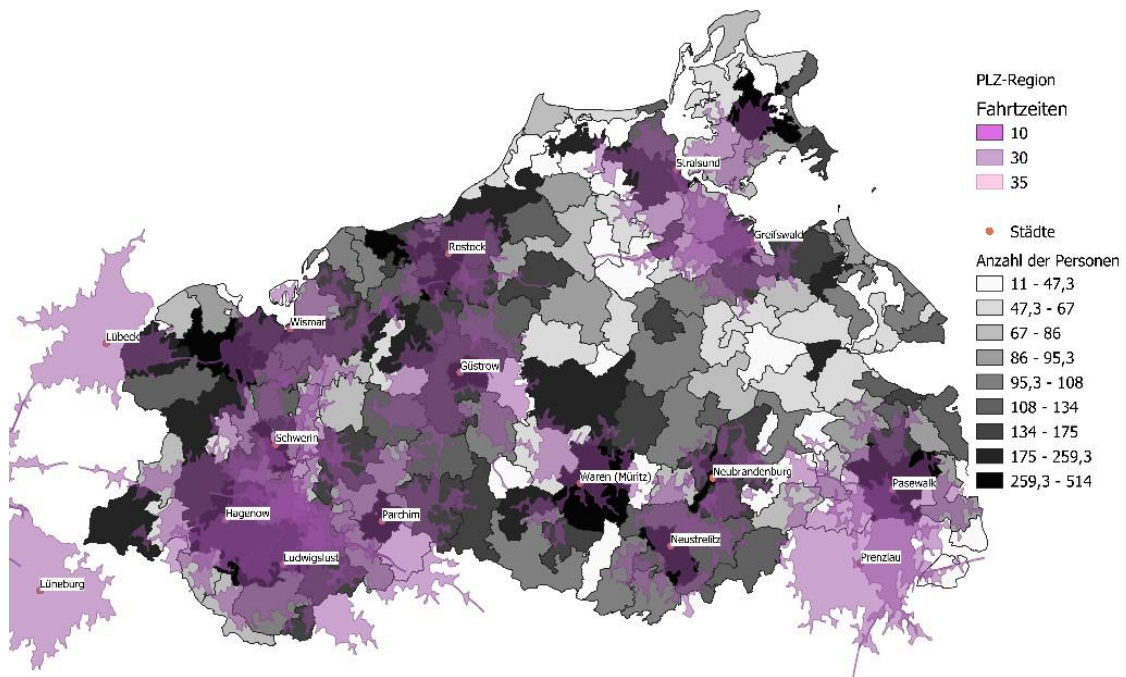 PLZ-Region
Fahrtzeiten
10
30
35
Städte
Anzahl der Personen
11 - 47,3
47,3 - 67
67 - 86
86 - 95,3
95,3 - 108
108 - 134
134 - 175
175 - 259,3
259,3 - 514
Stralsund
Greifswald
Rostock
Wismar
Lübeck
Güstrow
Schwerin
Waren (Müritz)
Neubrandenburg
Pasewalk
Hagenow
Parchim
Neustrelitz
Ludwigslust
Prenzlau
Lüneburg